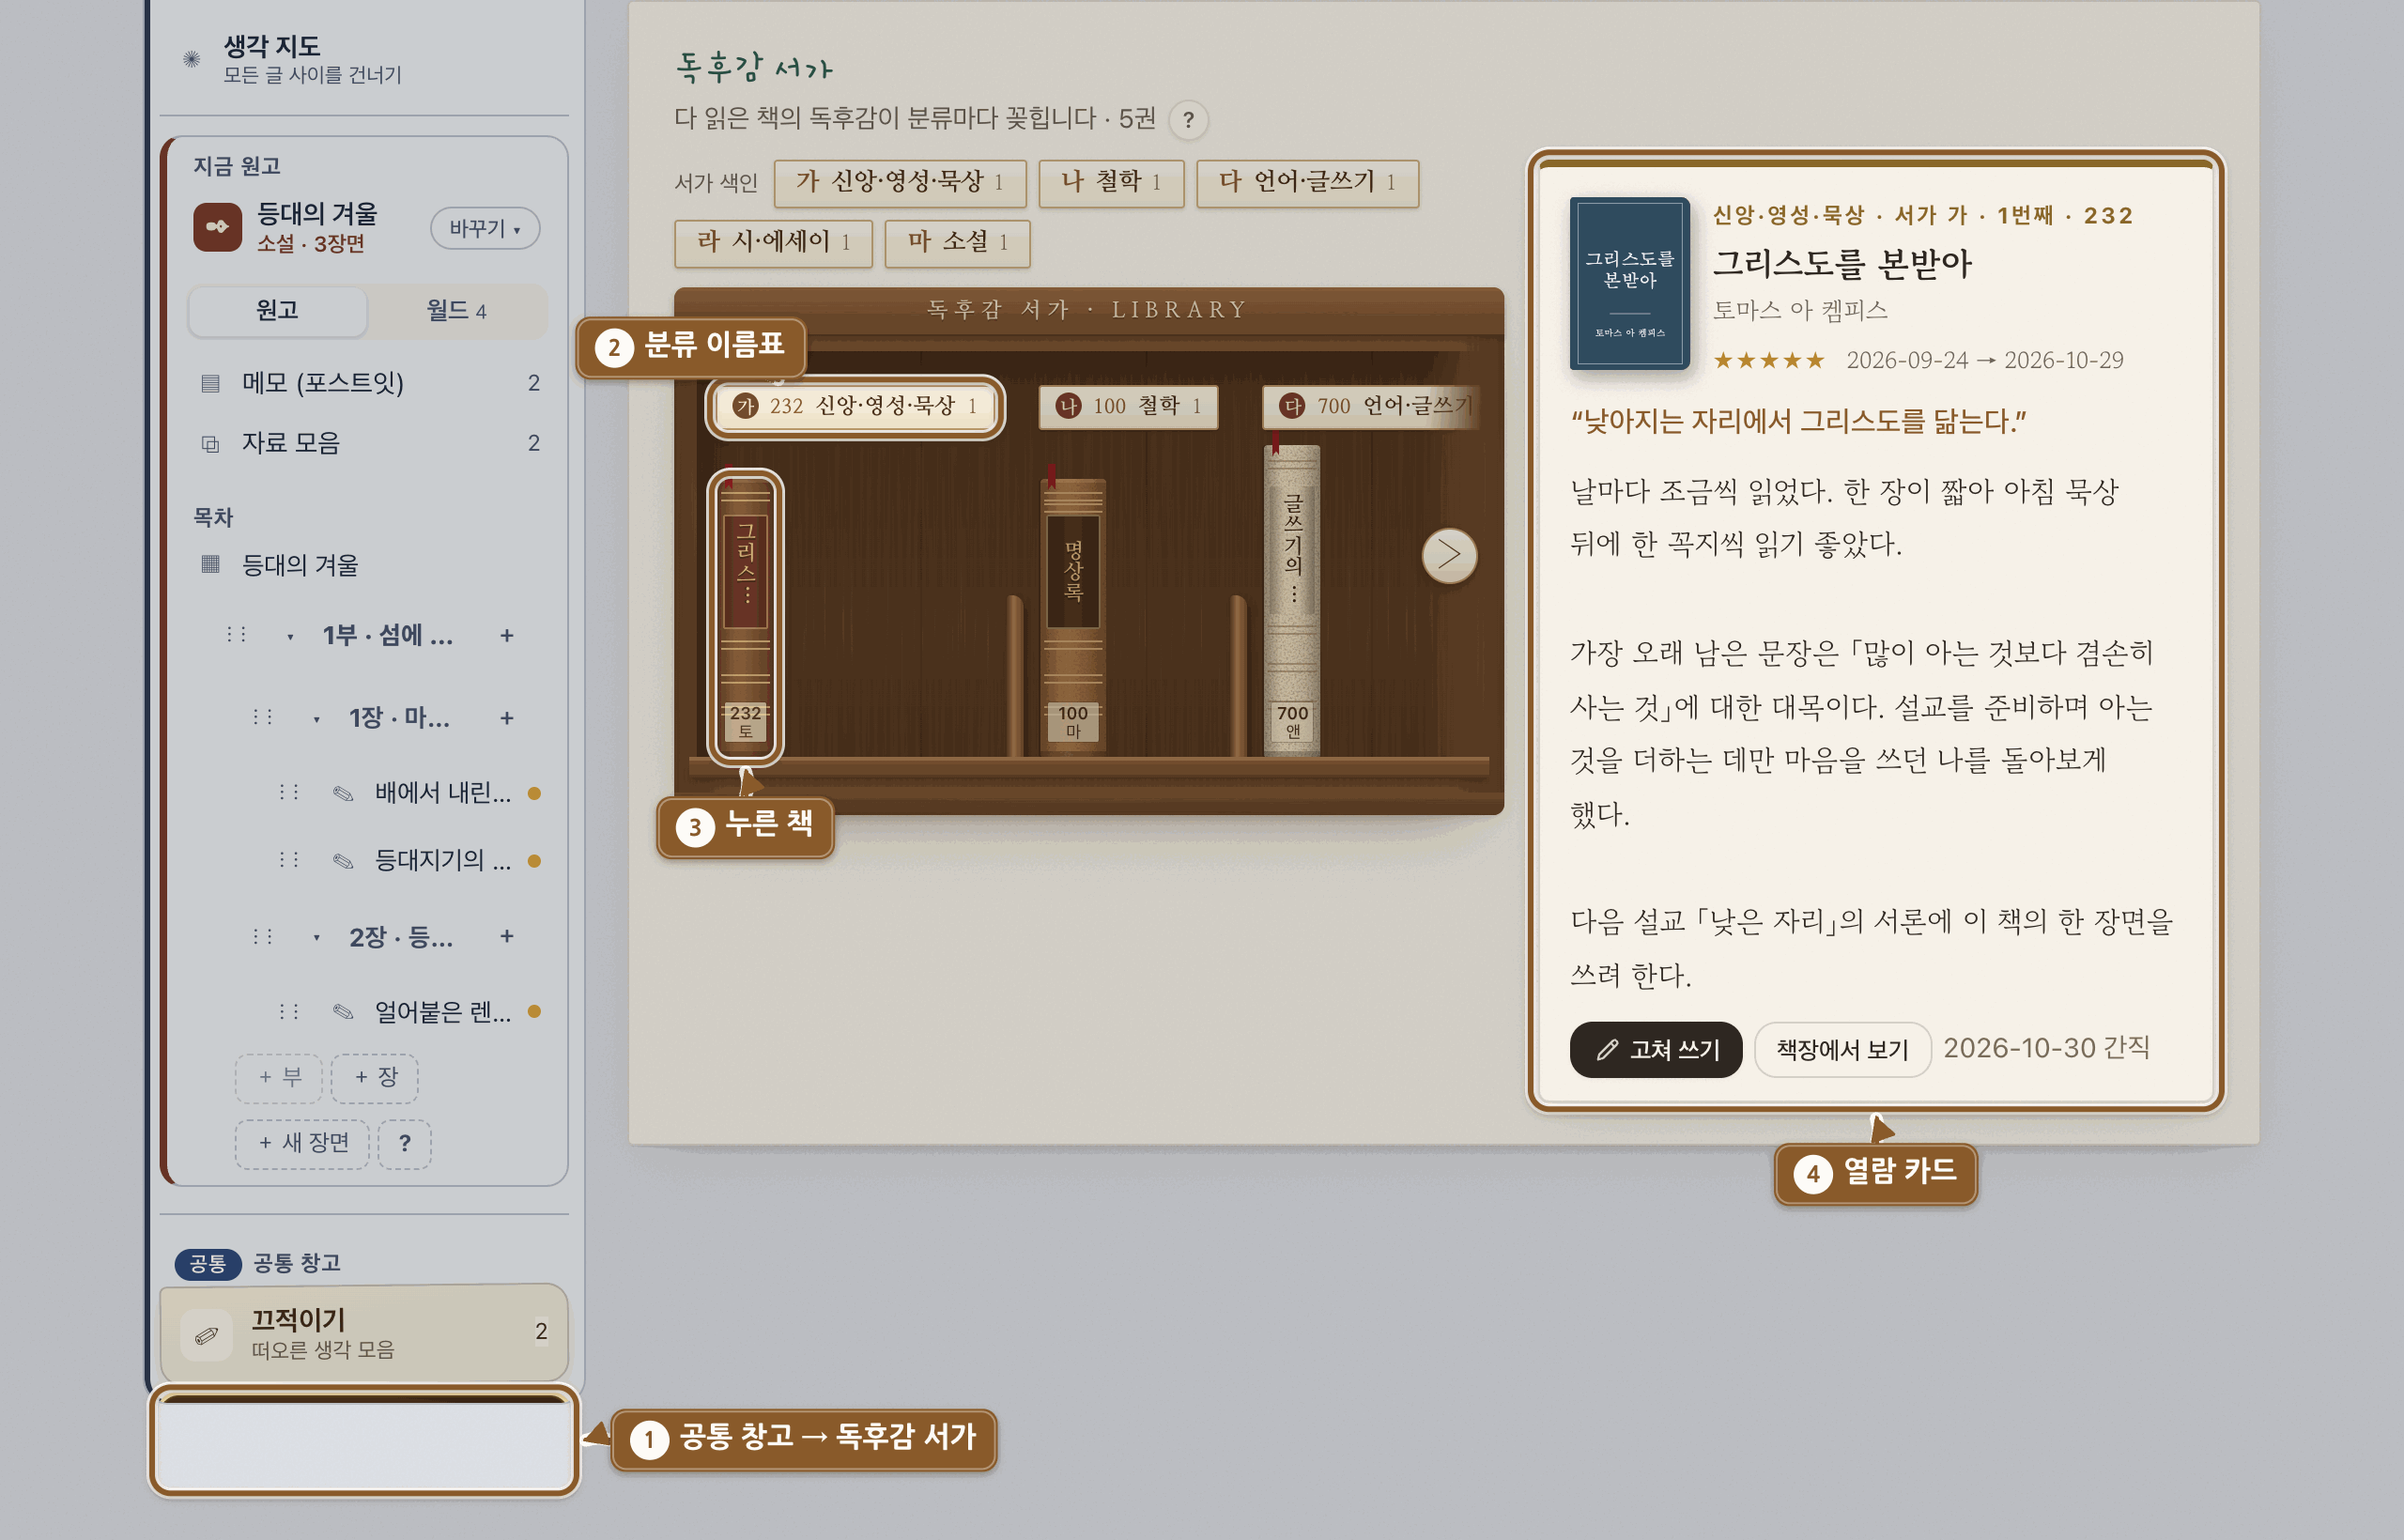 생각 지도
모든 글 사이를 건너기
지금 원고
등대의 겨울
소설 · 3장면
바꾸기 ▾
원고
월드 4
메모 (포스트잇) 2
자료 모음 2
목차
등대의 겨울
1부 · 섬에 ... +
1장 · 마... +
배에서 내린...
등대지기의 ...
2장 · 등... +
얼어붙은 렌...
+ 부
+ 장
+ 새 장면
?
공통 공통 창고
끄적이기
떠오른 생각 모음
2
1 공통 창고 → 독후감 서가
독후감 서가
다 읽은 책의 독후감이 분류마다 꽂힙니다 · 5권 ?
서가 색인
가 신앙·영성·묵상 1
나 철학 1
다 언어·글쓰기 1
라 시·에세이 1
마 소설 1
독후감 서가 · LIBRARY
2 분류 이름표
가 232 신앙·영성·묵상 1
나 100 철학 1
다 700 언어·글쓰기
그리스…
232
토
명상록
100
마
글쓰기의…
700
앤
3 누른 책
그리스도를
본받아
토마스 아 켐피스
신앙·영성·묵상 · 서가 가 · 1번째 · 232
그리스도를 본받아
토마스 아 켐피스
★★★★★ 2026-09-24 → 2026-10-29
“낮아지는 자리에서 그리스도를 닮는다.”
날마다 조금씩 읽었다. 한 장이 짧아 아침 묵상
뒤에 한 꼭지씩 읽기 좋았다.
가장 오래 남은 문장은 「많이 아는 것보다 겸손히
사는 것」에 대한 대목이다. 설교를 준비하며 아는
것을 더하는 데만 마음을 쓰던 나를 돌아보게
했다.
다음 설교 「낮은 자리」의 서론에 이 책의 한 장면을
쓰려 한다.
고쳐 쓰기
책장에서 보기
2026-10-30 간직
4 열람 카드